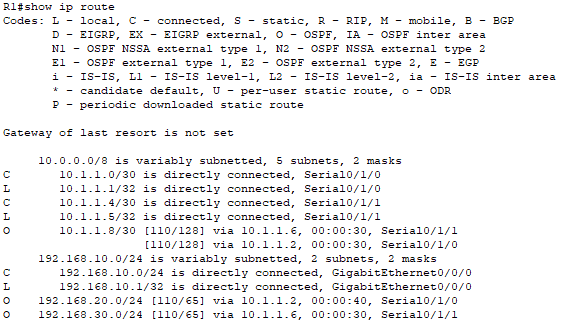 R1#show ip route
Codes: L - local, C - connected, S - static, R - RIP, M - mobile, B - BGP
       D - EIGRP, EX - EIGRP external, O - OSPF, IA - OSPF inter area
       N1 - OSPF NSSA external type 1, N2 - OSPF NSSA external type 2
       E1 - OSPF external type 1, E2 - OSPF external type 2, E - EGP
       i - IS-IS, L1 - IS-IS level-1, L2 - IS-IS level-2, ia - IS-IS inter area
       * - candidate default, U - per-user static route, o - ODR
       P - periodic downloaded static route

Gateway of last resort is not set

     10.0.0.0/8 is variably subnetted, 5 subnets, 2 masks
C       10.1.1.0/30 is directly connected, Serial0/1/0
L       10.1.1.1/32 is directly connected, Serial0/1/0
C       10.1.1.4/30 is directly connected, Serial0/1/1
L       10.1.1.5/32 is directly connected, Serial0/1/1
O       10.1.1.8/30 [110/128] via 10.1.1.6, 00:00:30, Serial0/1/1
                    [110/128] via 10.1.1.2, 00:00:30, Serial0/1/0
     192.168.10.0/24 is variably subnetted, 2 subnets, 2 masks
C       192.168.10.0/24 is directly connected, GigabitEthernet0/0/0
L       192.168.10.1/32 is directly connected, GigabitEthernet0/0/0
O    192.168.20.0/24 [110/65] via 10.1.1.2, 00:00:40, Serial0/1/0
O    192.168.30.0/24 [110/65] via 10.1.1.6, 00:00:30, Serial0/1/1